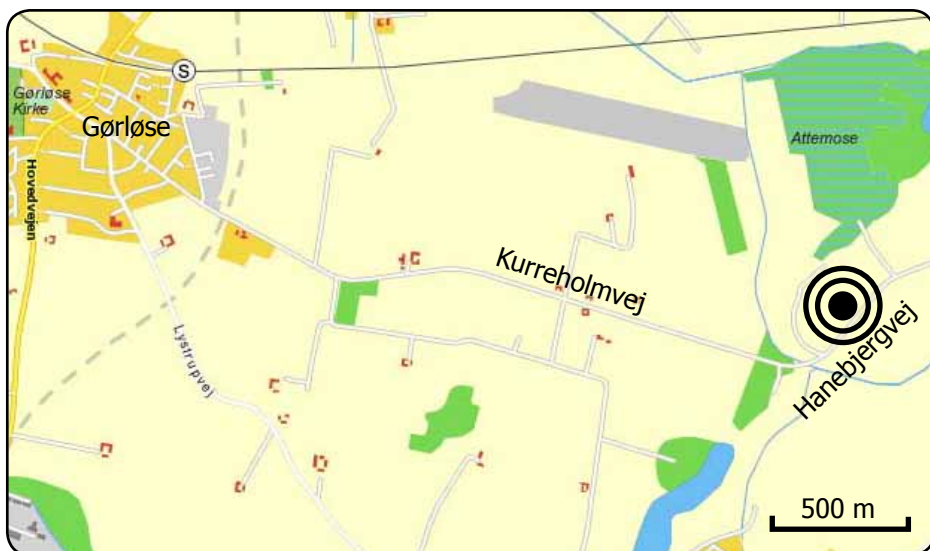 S
Gørløse
Kirke
Gørløse
Hovedvejen
Attemose
Kurreholmvej
Hanebjergvej
Lystrupvej
500 m